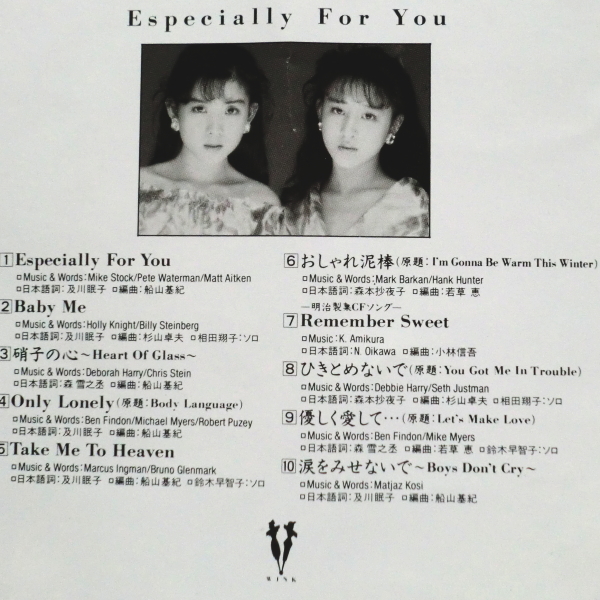 Especially For You
1 Especially For You
Music & Words: Mike Stock/Pete Waterman/Matt Aitken
日本語詞:及川眠子 編曲:船山基紀
2 Baby Me
Music & Words: Holly Knight/Billy Steinberg
日本語詞:及川眠子 編曲:杉山卓夫 相田翔子:ソロ
3 硝子の心~Heart Of Glass~
Music & Words: Deborah Harry/Chris Stein
日本語詞:森 雪之丞 編曲:船山基紀
4 Only Lonely (原題:Body Language)
Music & Words: Ben Findon/Michael Myers/Robert Puzey
日本語詞:及川眠子 編曲:船山基紀
5 Take Me To Heaven
Music & Words: Marcus Ingman/Bruno Glenmark
日本語詞:及川眠子 編曲:船山基紀 鈴木早智子:ソロ
6 おしゃれ泥棒(原題:I'm Gonna Be Warm This Winter)
Music & Words: Mark Barkan/Hank Hunter
日本語詞:森本抄夜子 編曲:若草 恵
—明治製菓CFソング—
7 Remember Sweet
Music: K. Amikura
日本語詞:N. Oikawa 編曲:小林信吾
8 ひきとめないで(原題:You Got Me In Trouble)
Music & Words: Debbie Harry/Seth Justman
日本語詞:森本抄夜子 編曲:杉山卓夫 相田翔子:ソロ
9 優しく愛して…(原題:Let's Make Love)
Music & Words: Ben Findon/Mike Myers
日本語詞:森 雪之丞 編曲:若草 恵 鈴木早智子:ソロ
10 涙をみせないで~Boys Don't Cry~
Music & Words: Matjaz Kosi
日本語詞:及川眠子 編曲:船山基紀
WINK